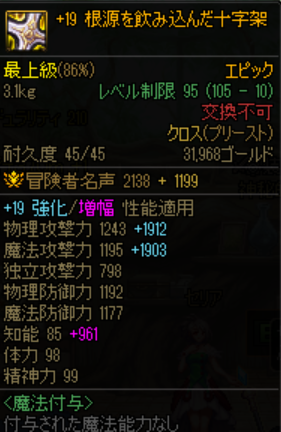 +19 根源を飲み込んだ十字架
最上級(86%) エピック
3.1kg レベル制限 95 (105 - 10)
交換不可
クロス(プリースト)
耐久度 45/45 31,968ゴールド
冒険者名声 2138 + 1199
+19 強化/増幅 性能適用
物理攻撃力 1243 +1912
魔法攻撃力 1195 +1903
独立攻撃力 798
物理防御力 1192
魔法防御力 1177
知能 85 +961
体力 98
精神力 99
<魔法付与>
付与された魔法能力なし